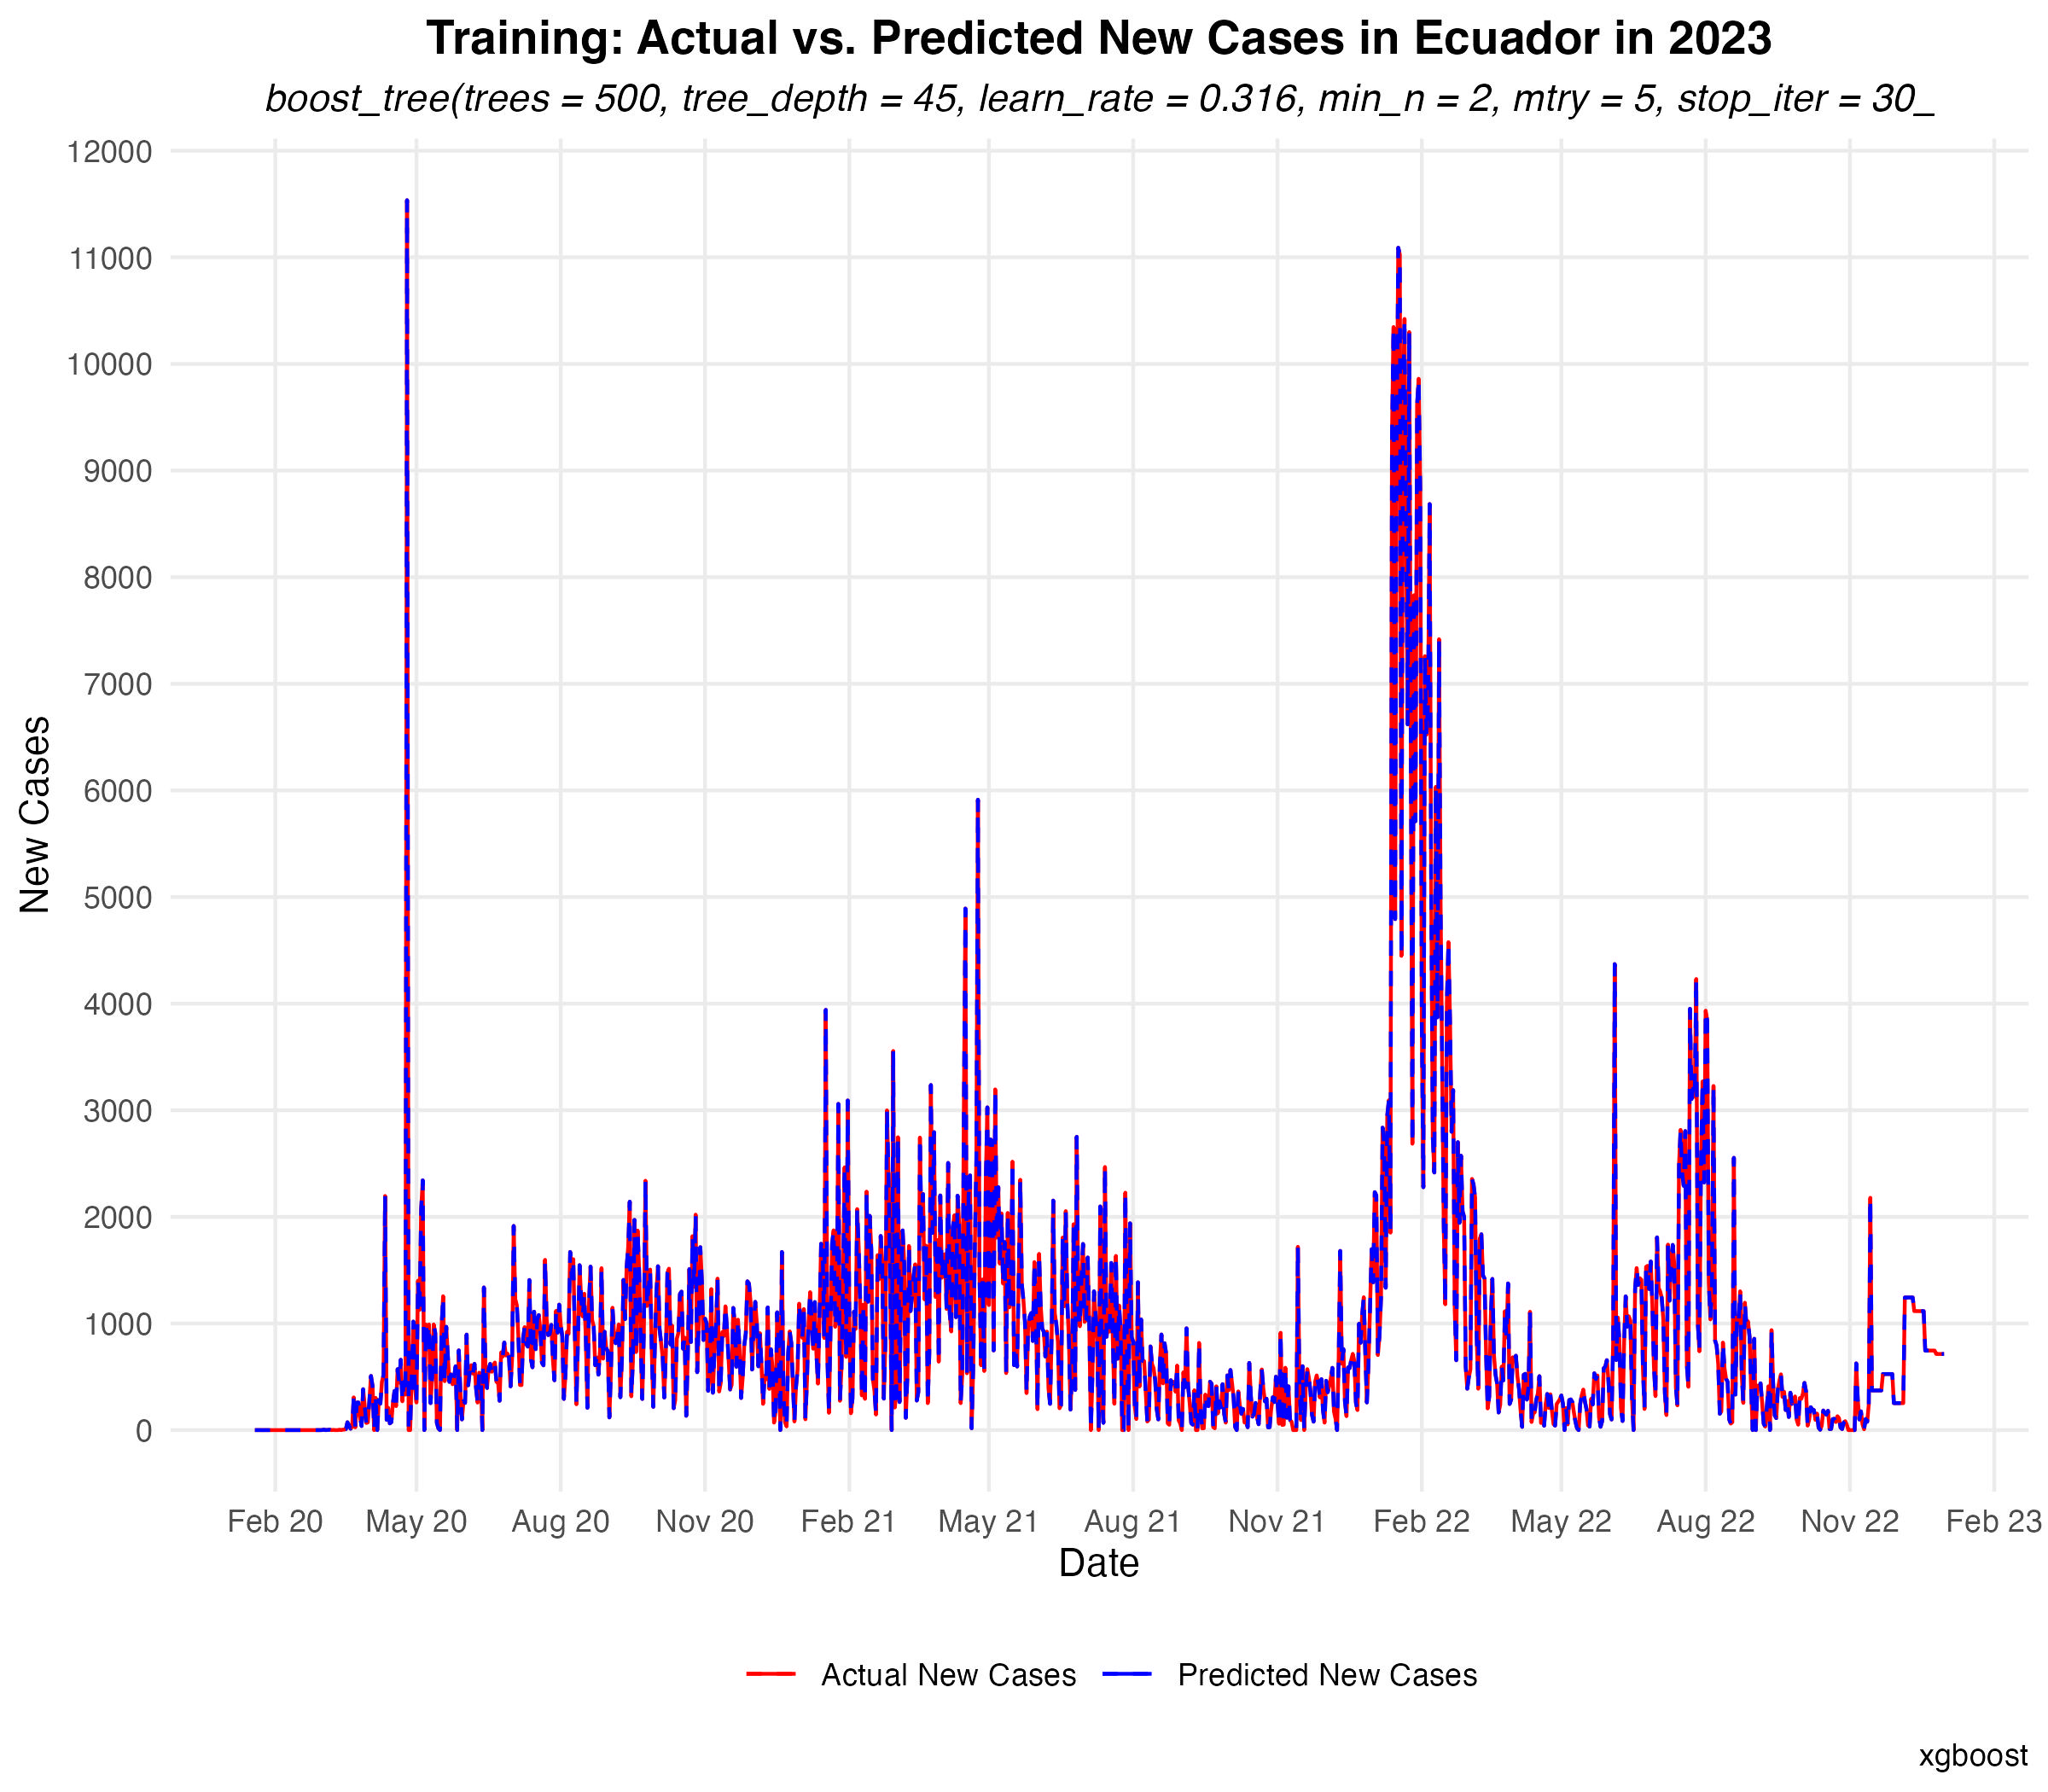 Training: Actual vs. Predicted New Cases in Ecuador in 2023
boost_tree(trees = 500, tree_depth = 45, learn_rate = 0.316, min_n = 2, mtry = 5, stop_iter = 30_
12000
11000
10000
9000
8000
7000
6000
5000
4000
3000
2000
1000
0
New Cases
Feb 20 May 20 Aug 20 Nov 20 Feb 21 May 21 Aug 21 Nov 21 Feb 22 May 22 Aug 22 Nov 22 Feb 23
Date
Actual New Cases Predicted New Cases
xgboost